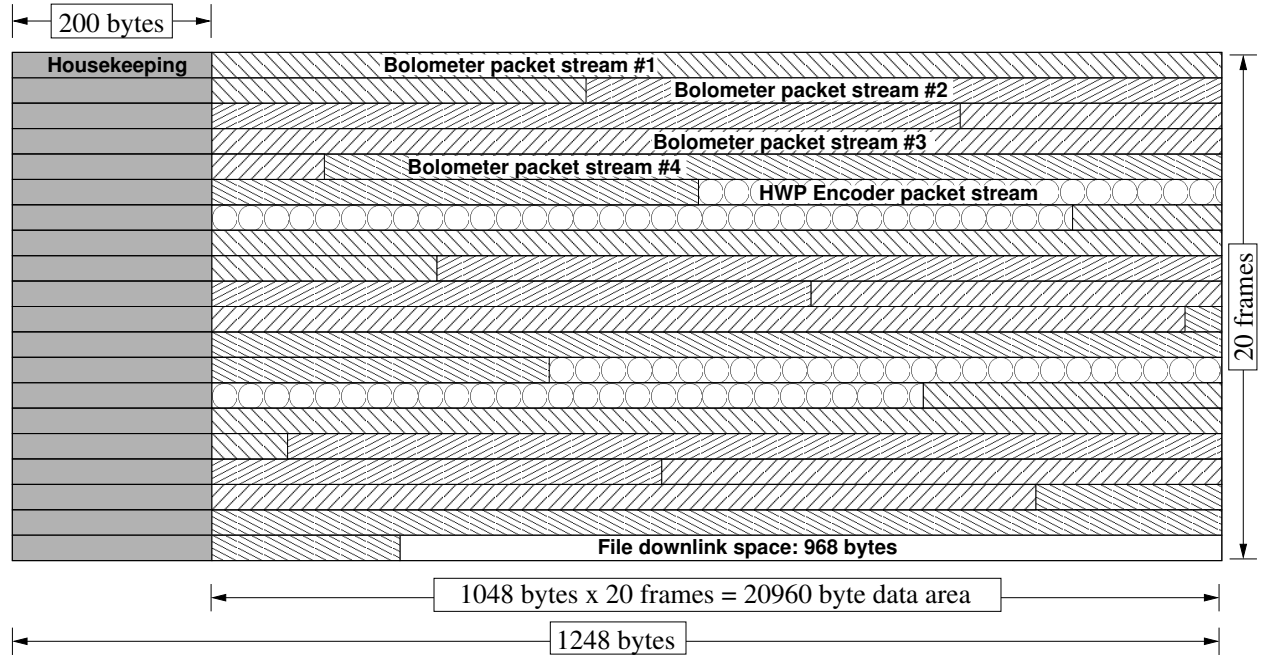 200 bytes
Housekeeping
Bolometer packet stream #1
Bolometer packet stream #2
Bolometer packet stream #3
Bolometer packet stream #4
HWP Encoder packet stream
20 frames
File downlink space: 968 bytes
1048 bytes x 20 frames = 20960 byte data area
1248 bytes